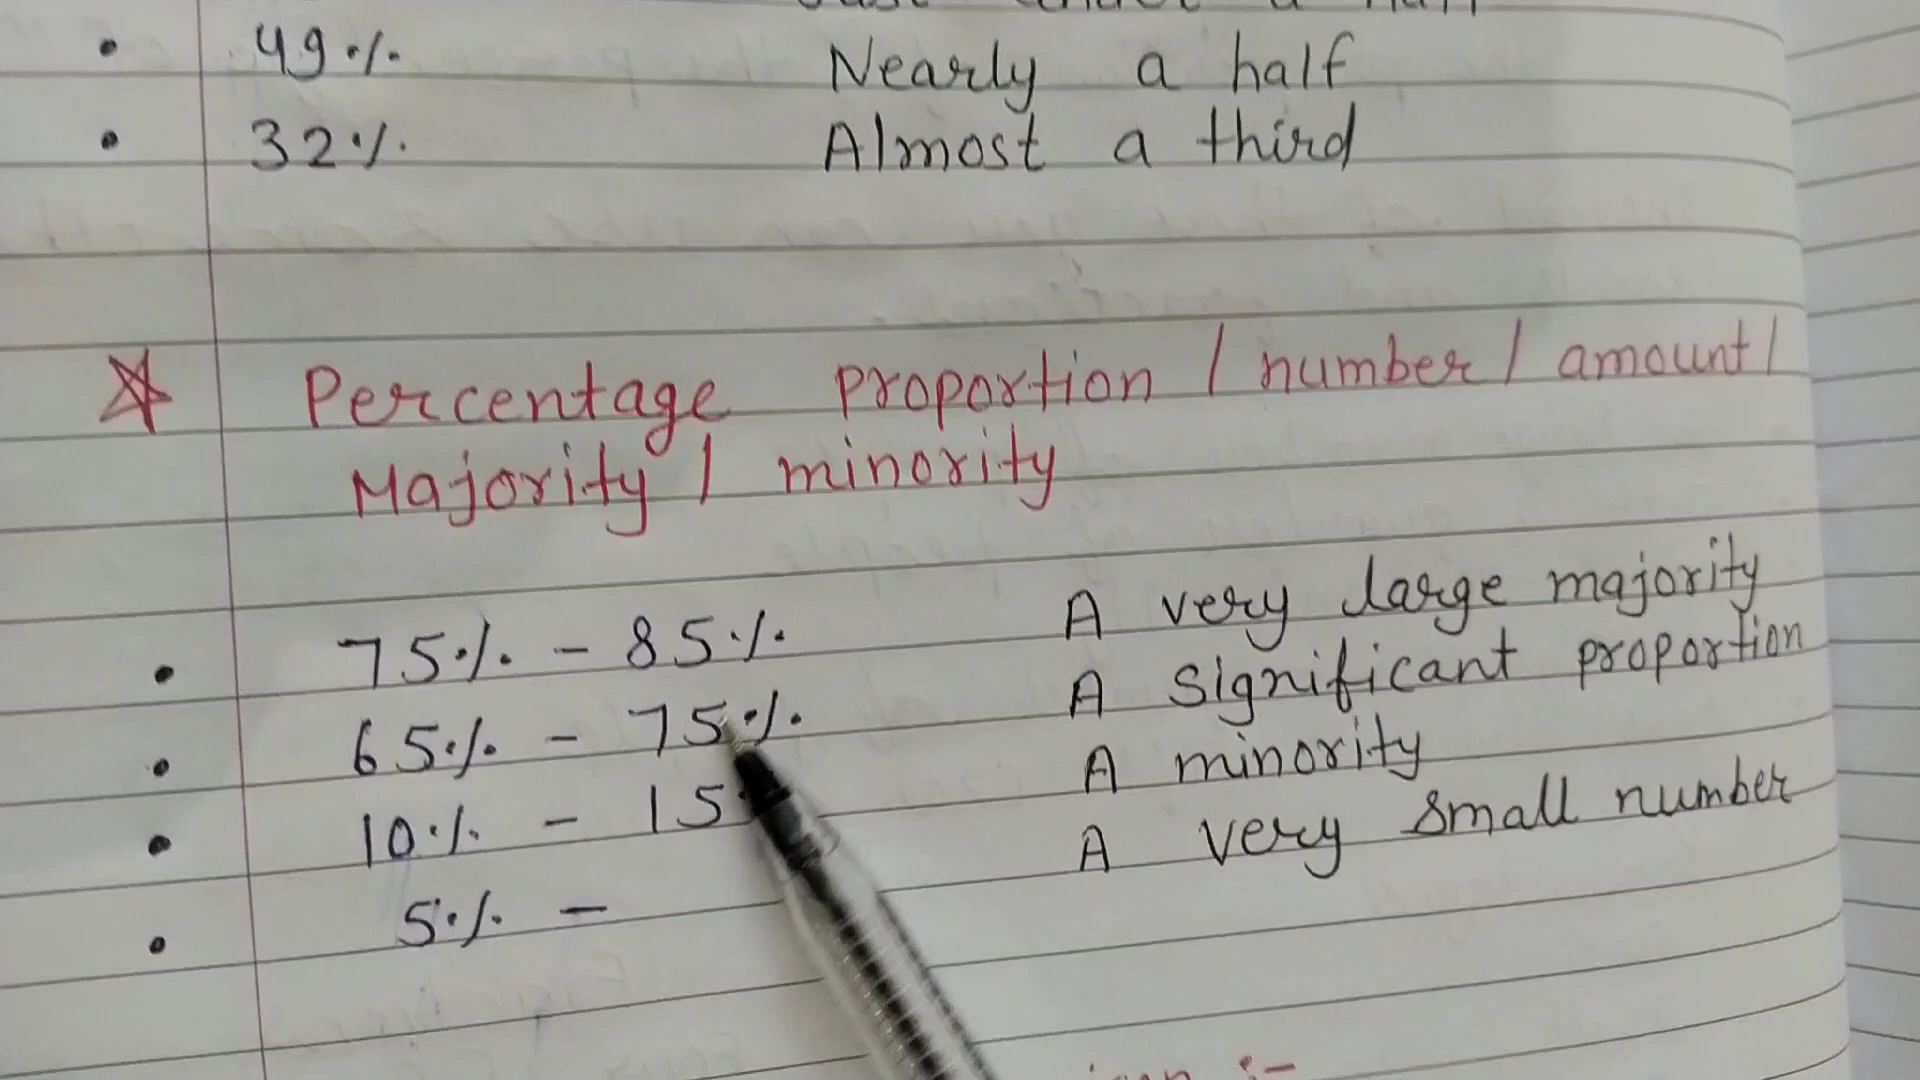 49% Nearly a half
32% Almost a third
Percentage proportion / number / amount /
Majority / minority
75% - 85% A very large majority
65% - 75% A significant proportion
10% - 15 A minority
5% - A very small number